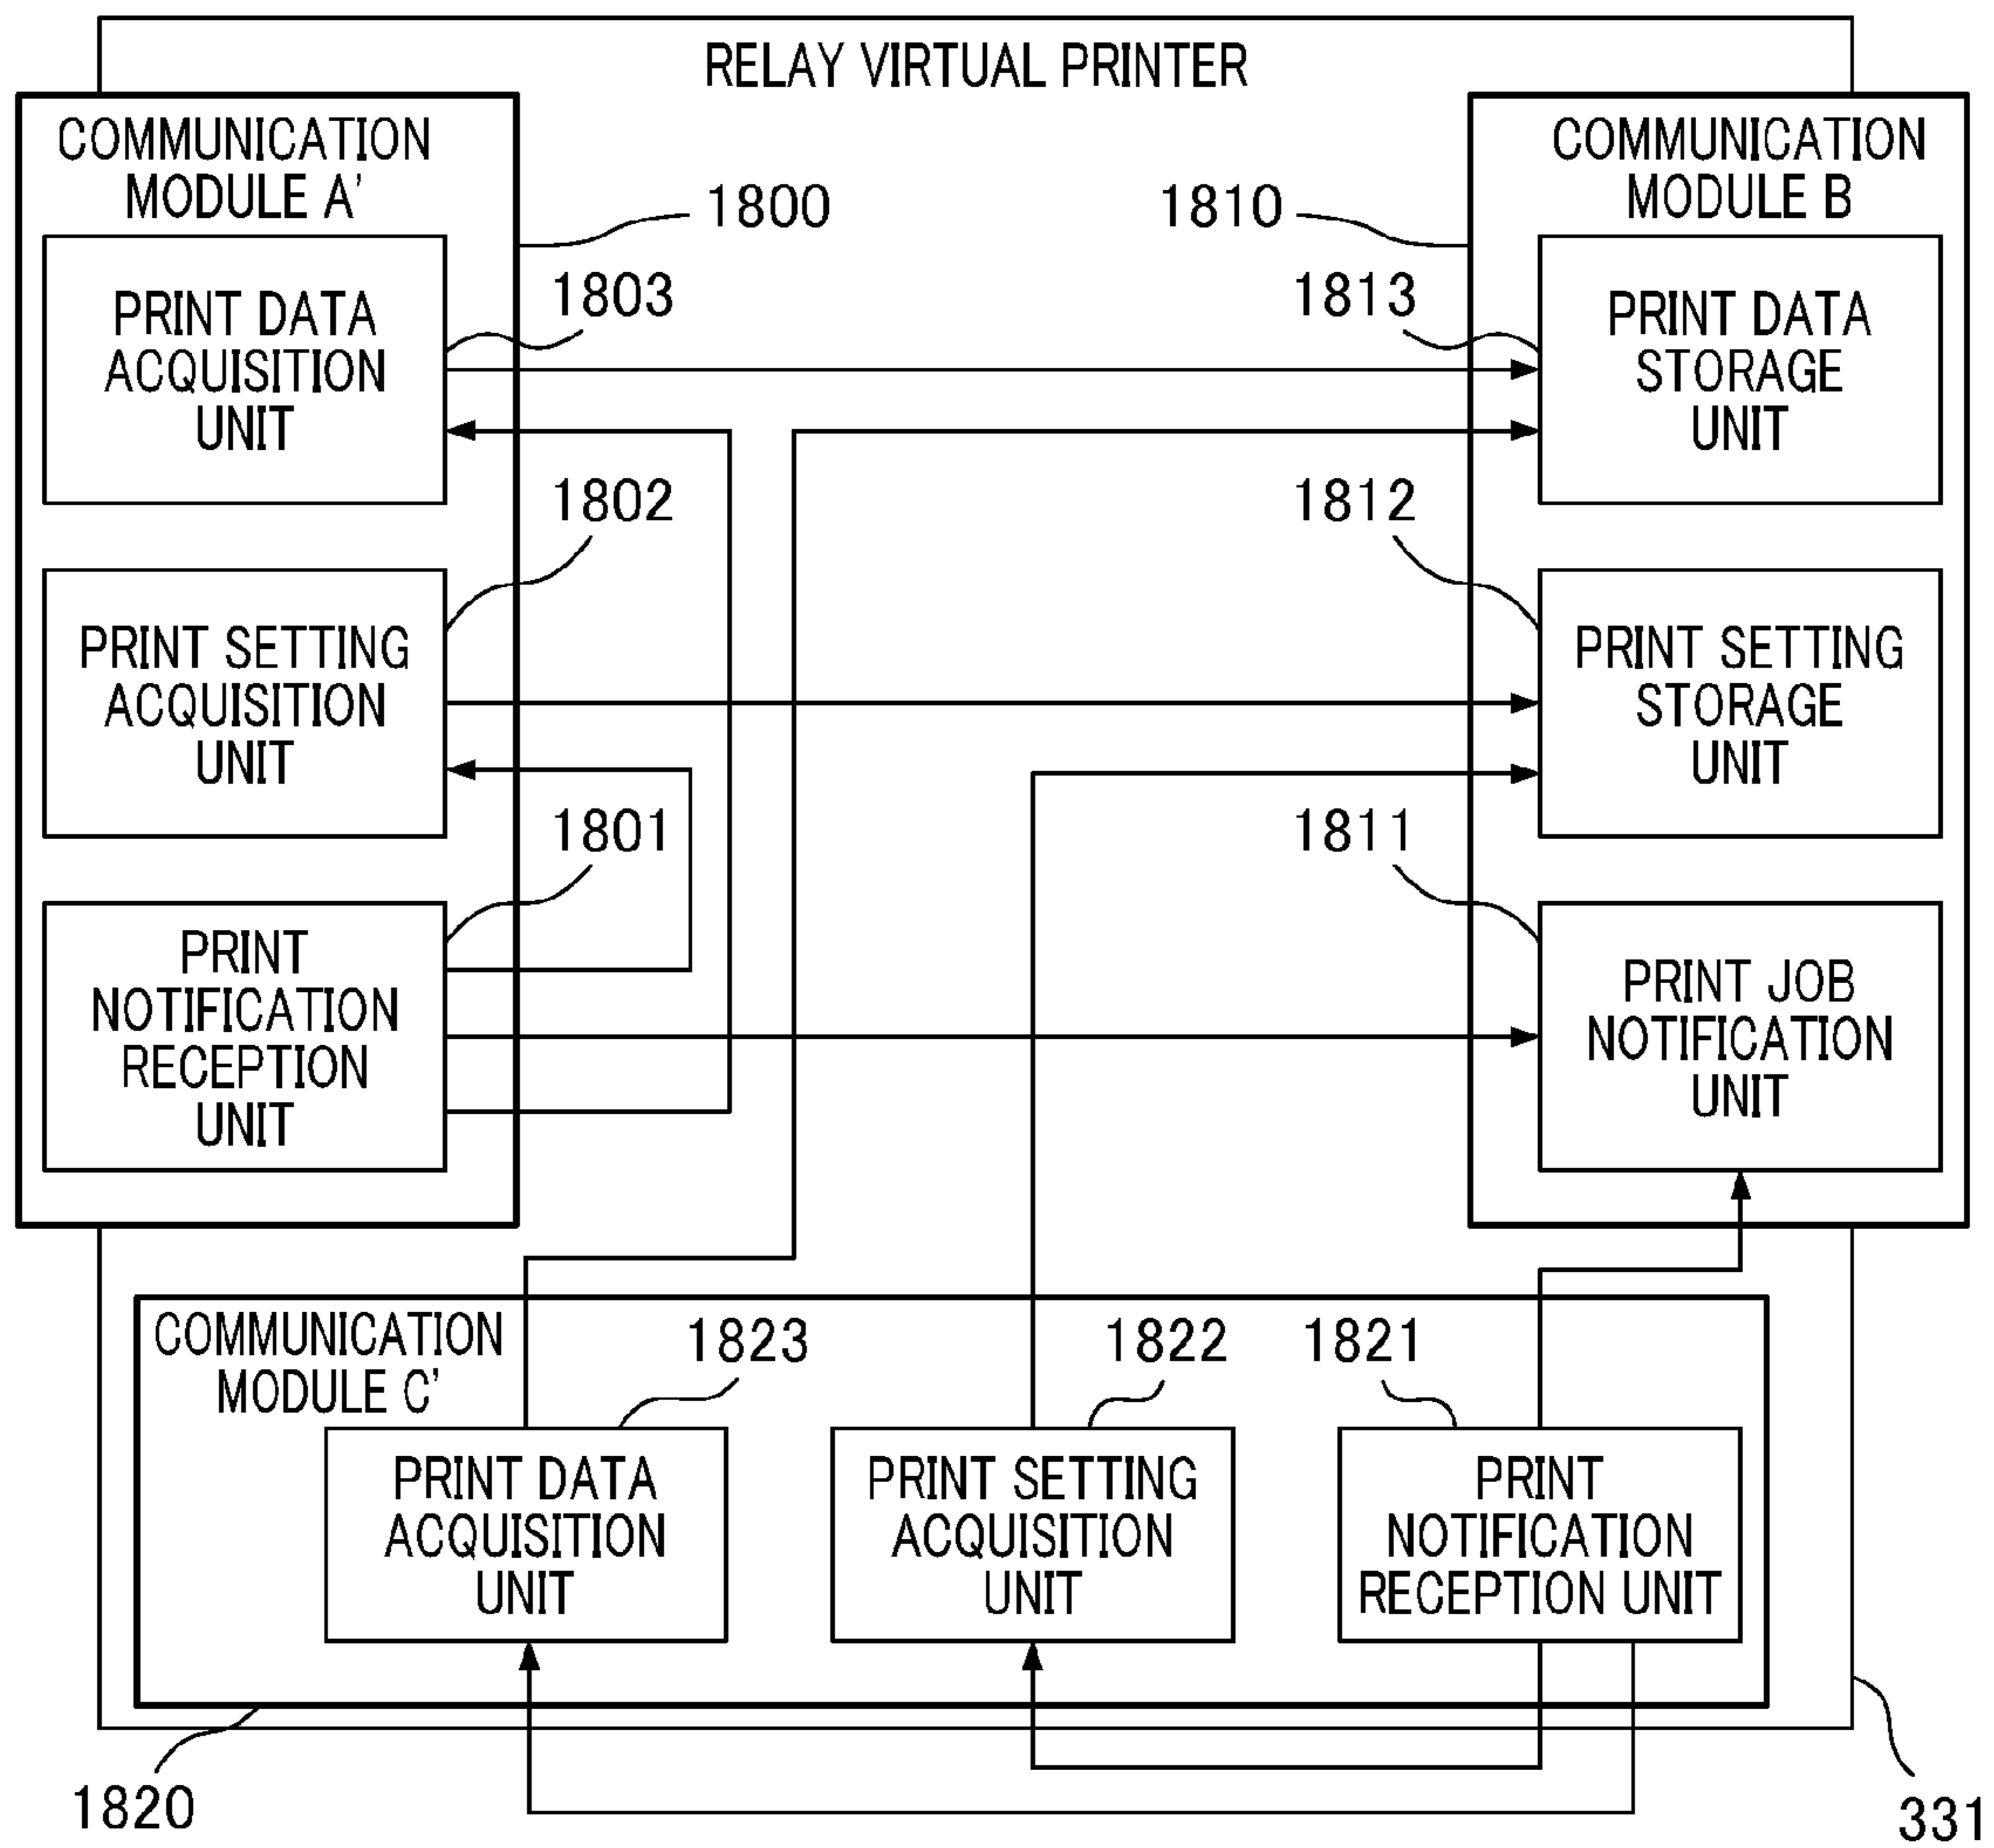 RELAY VIRTUAL PRINTER
COMMUNICATION
MODULE A'
1800
1810
COMMUNICATION
MODULE B
PRINT DATA
ACQUISITION
UNIT
1803
1813
PRINT DATA
STORAGE
UNIT
1802
1812
PRINT SETTING
ACQUISITION
UNIT
PRINT SETTING
STORAGE
UNIT
1801
1811
PRINT
NOTIFICATION
RECEPTION
UNIT
PRINT JOB
NOTIFICATION
UNIT
COMMUNICATION
MODULE C'
1823
1822
1821
PRINT DATA
ACQUISITION
UNIT
PRINT SETTING
ACQUISITION
UNIT
PRINT
NOTIFICATION
RECEPTION UNIT
1820
331